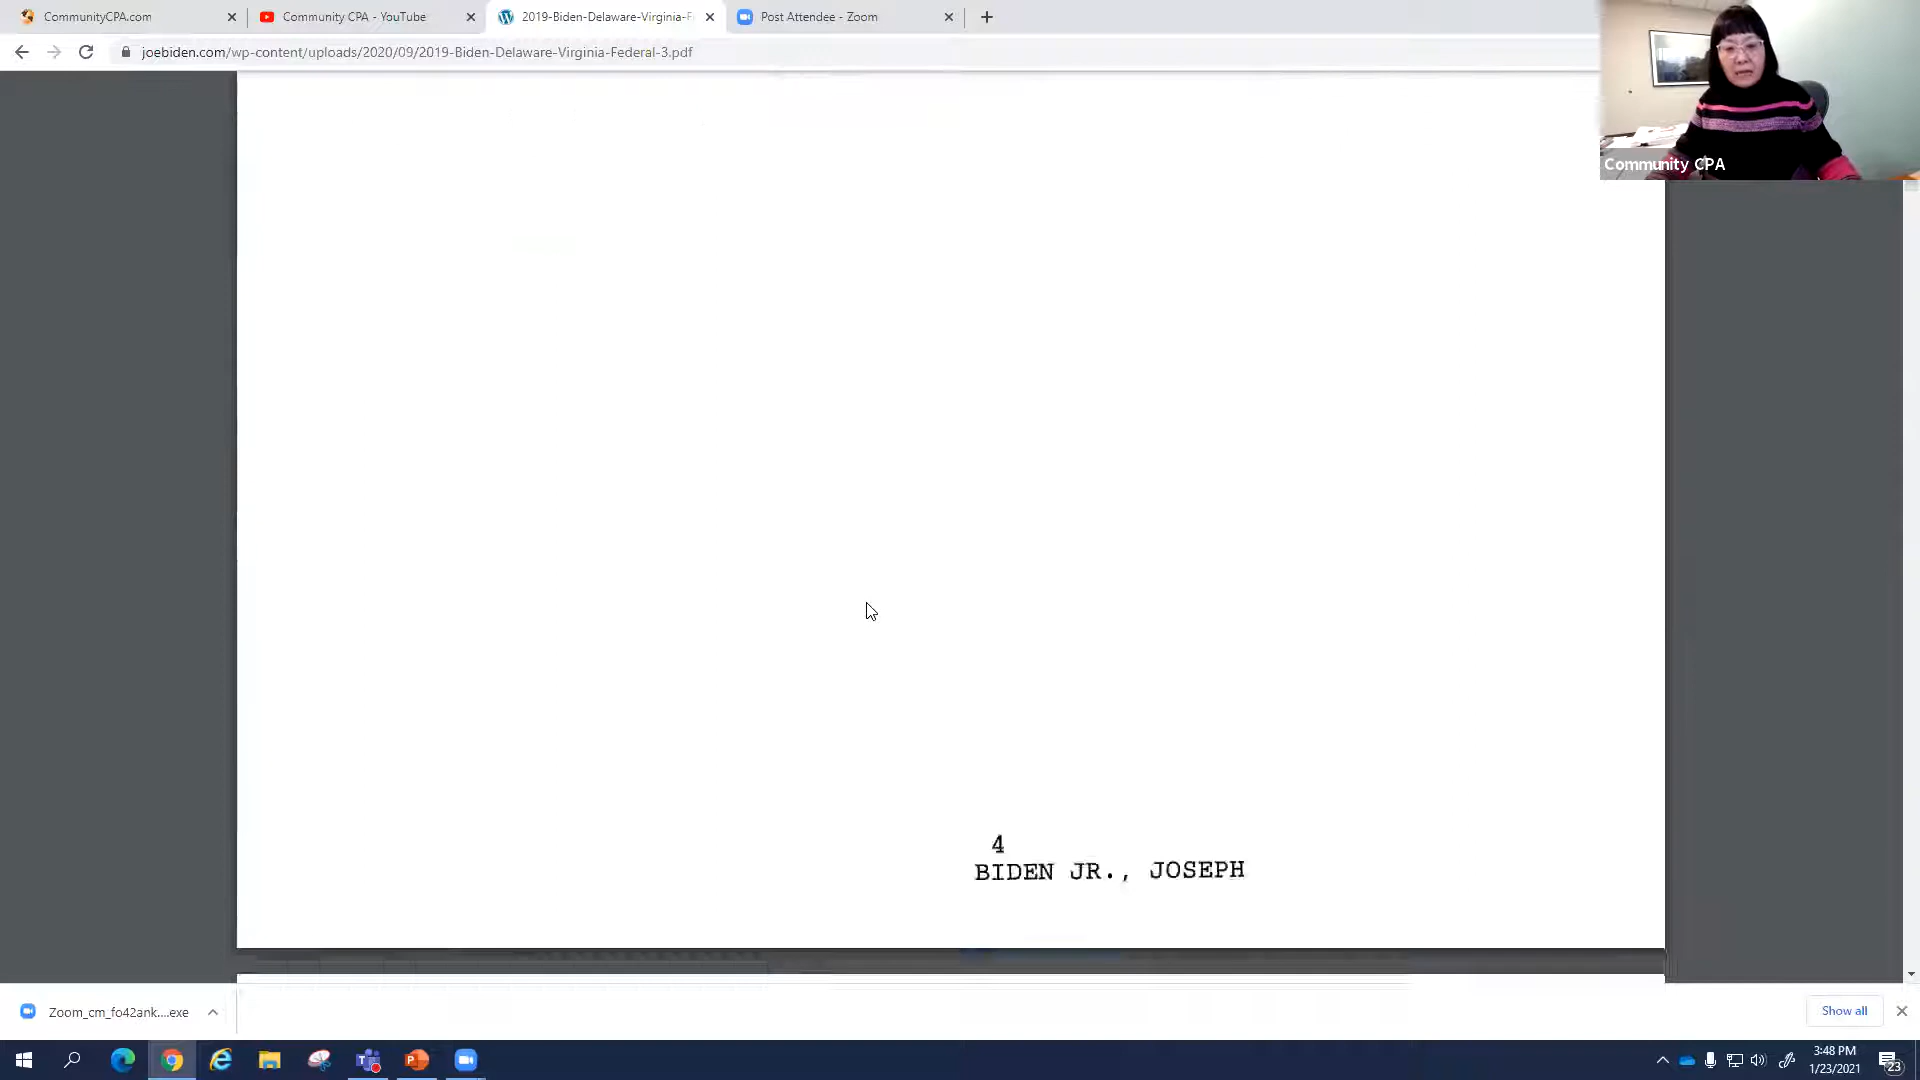 CommunityCPA.com
Community CPA - YouTube
2019-Biden-Delaware-Virginia-F
Post Attendee - Zoom
joebiden.com/wp-content/uploads/2020/09/2019-Biden-Delaware-Virginia-Federal-3.pdf
Community CPA
4
BIDEN JR., JOSEPH
Zoom_cm_fo42ank....exe
Show all
3:48 PM
1/23/2021
23